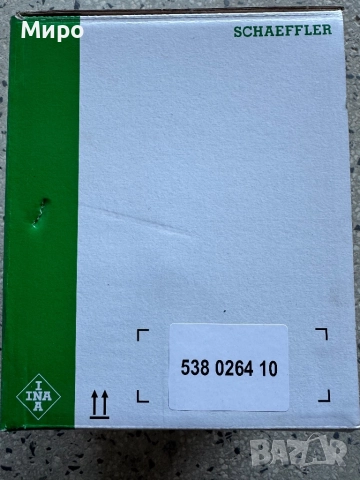 Миро
SCHAEFFLER
538 0264 10
I
INA
A
BAZAR